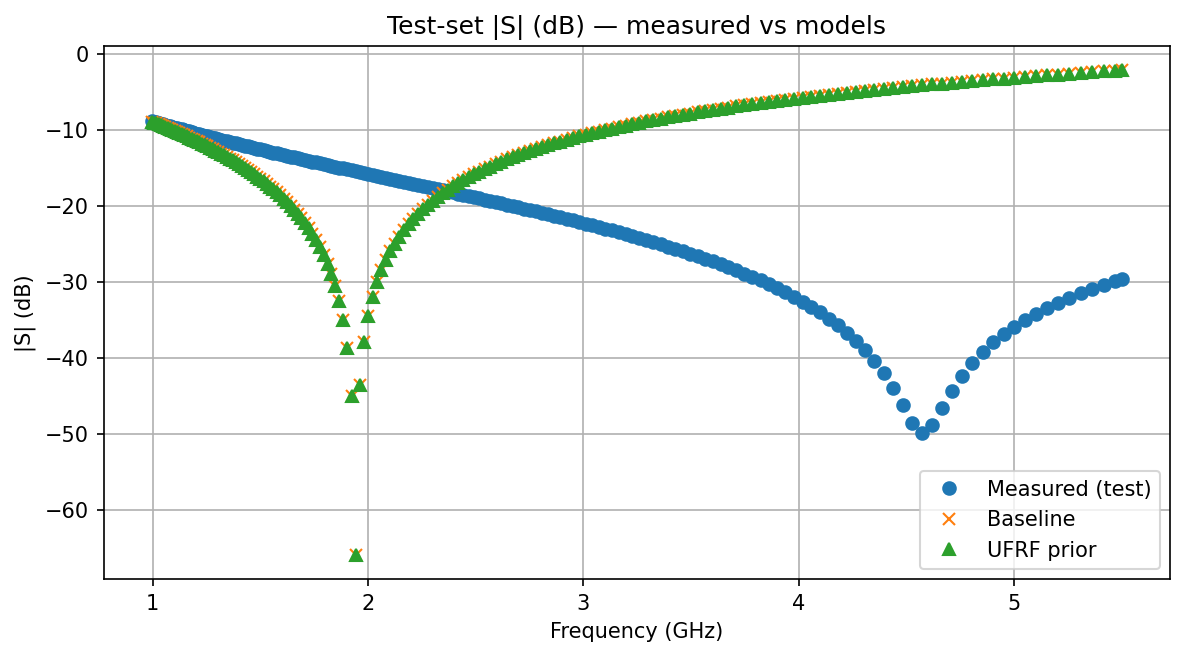 Test-set |S| (dB) — measured vs models
|S| (dB)
0
−10
−20
−30
−40
−50
−60
1
2
3
4
5
Frequency (GHz)
Measured (test)
Baseline
UFRF prior